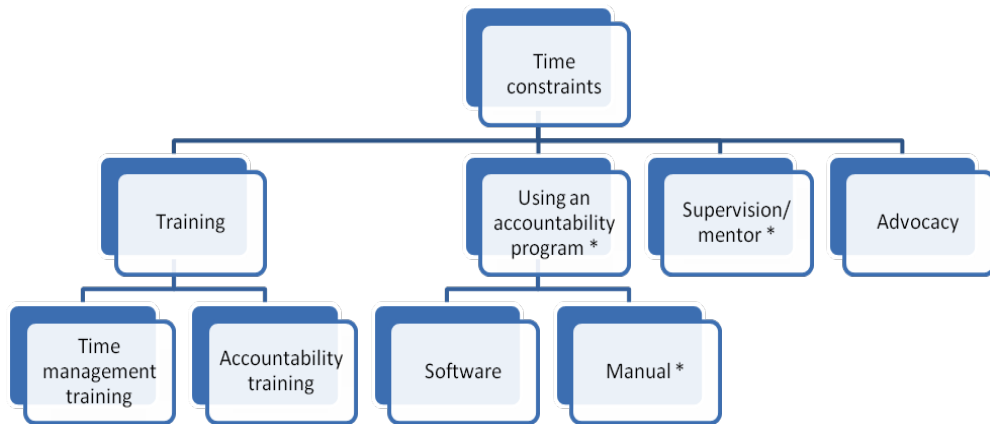 Time
constraints
Training
Using an
accountability
program *
Supervision/
mentor *
Advocacy
Time
management
training
Accountability
training
Software
Manual *